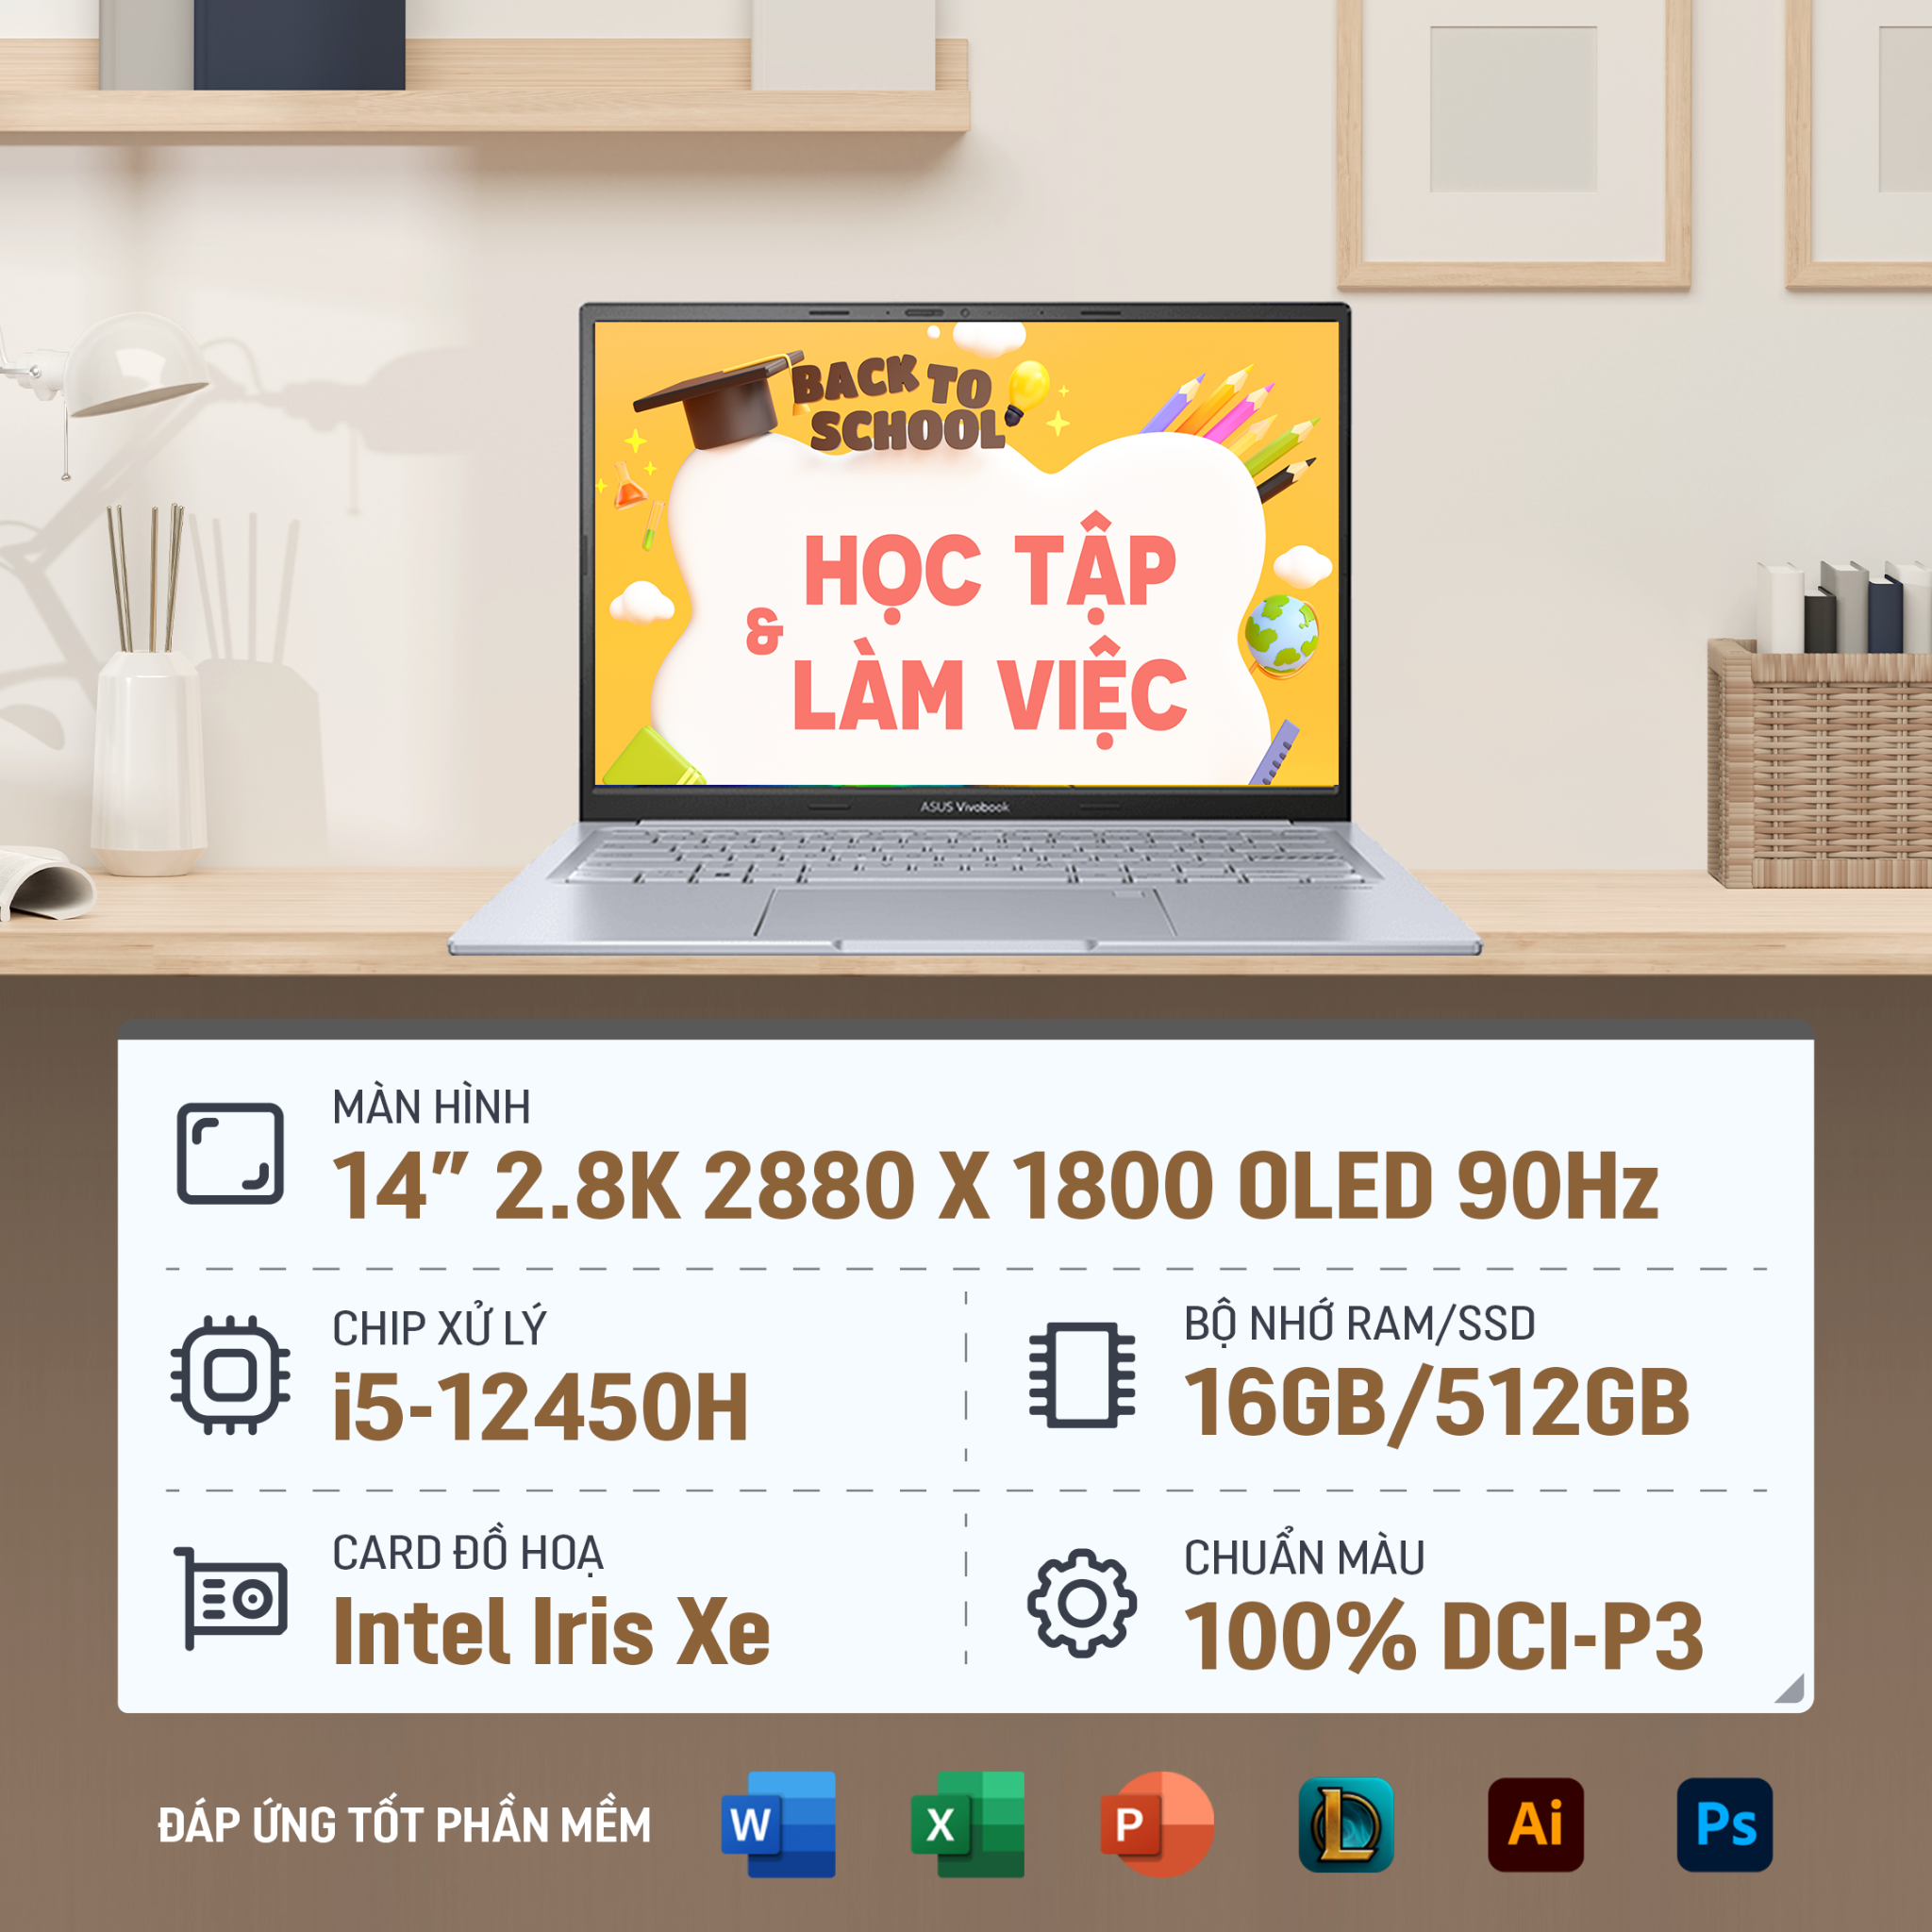 BACK TO
SCHOOL
HỌC TẬP
&
LÀM VIỆC
ASUS Vivobook
MÀN HÌNH
14” 2.8K 2880 X 1800 OLED 90Hz
CHIP XỬ LÝ
i5-12450H
BỘ NHỚ RAM/SSD
16GB/512GB
CARD ĐỒ HOẠ
Intel Iris Xe
CHUẨN MÀU
100% DCI-P3
ĐÁP ỨNG TỐT PHẦN MỀM
W
X
P
L
Ai
Ps